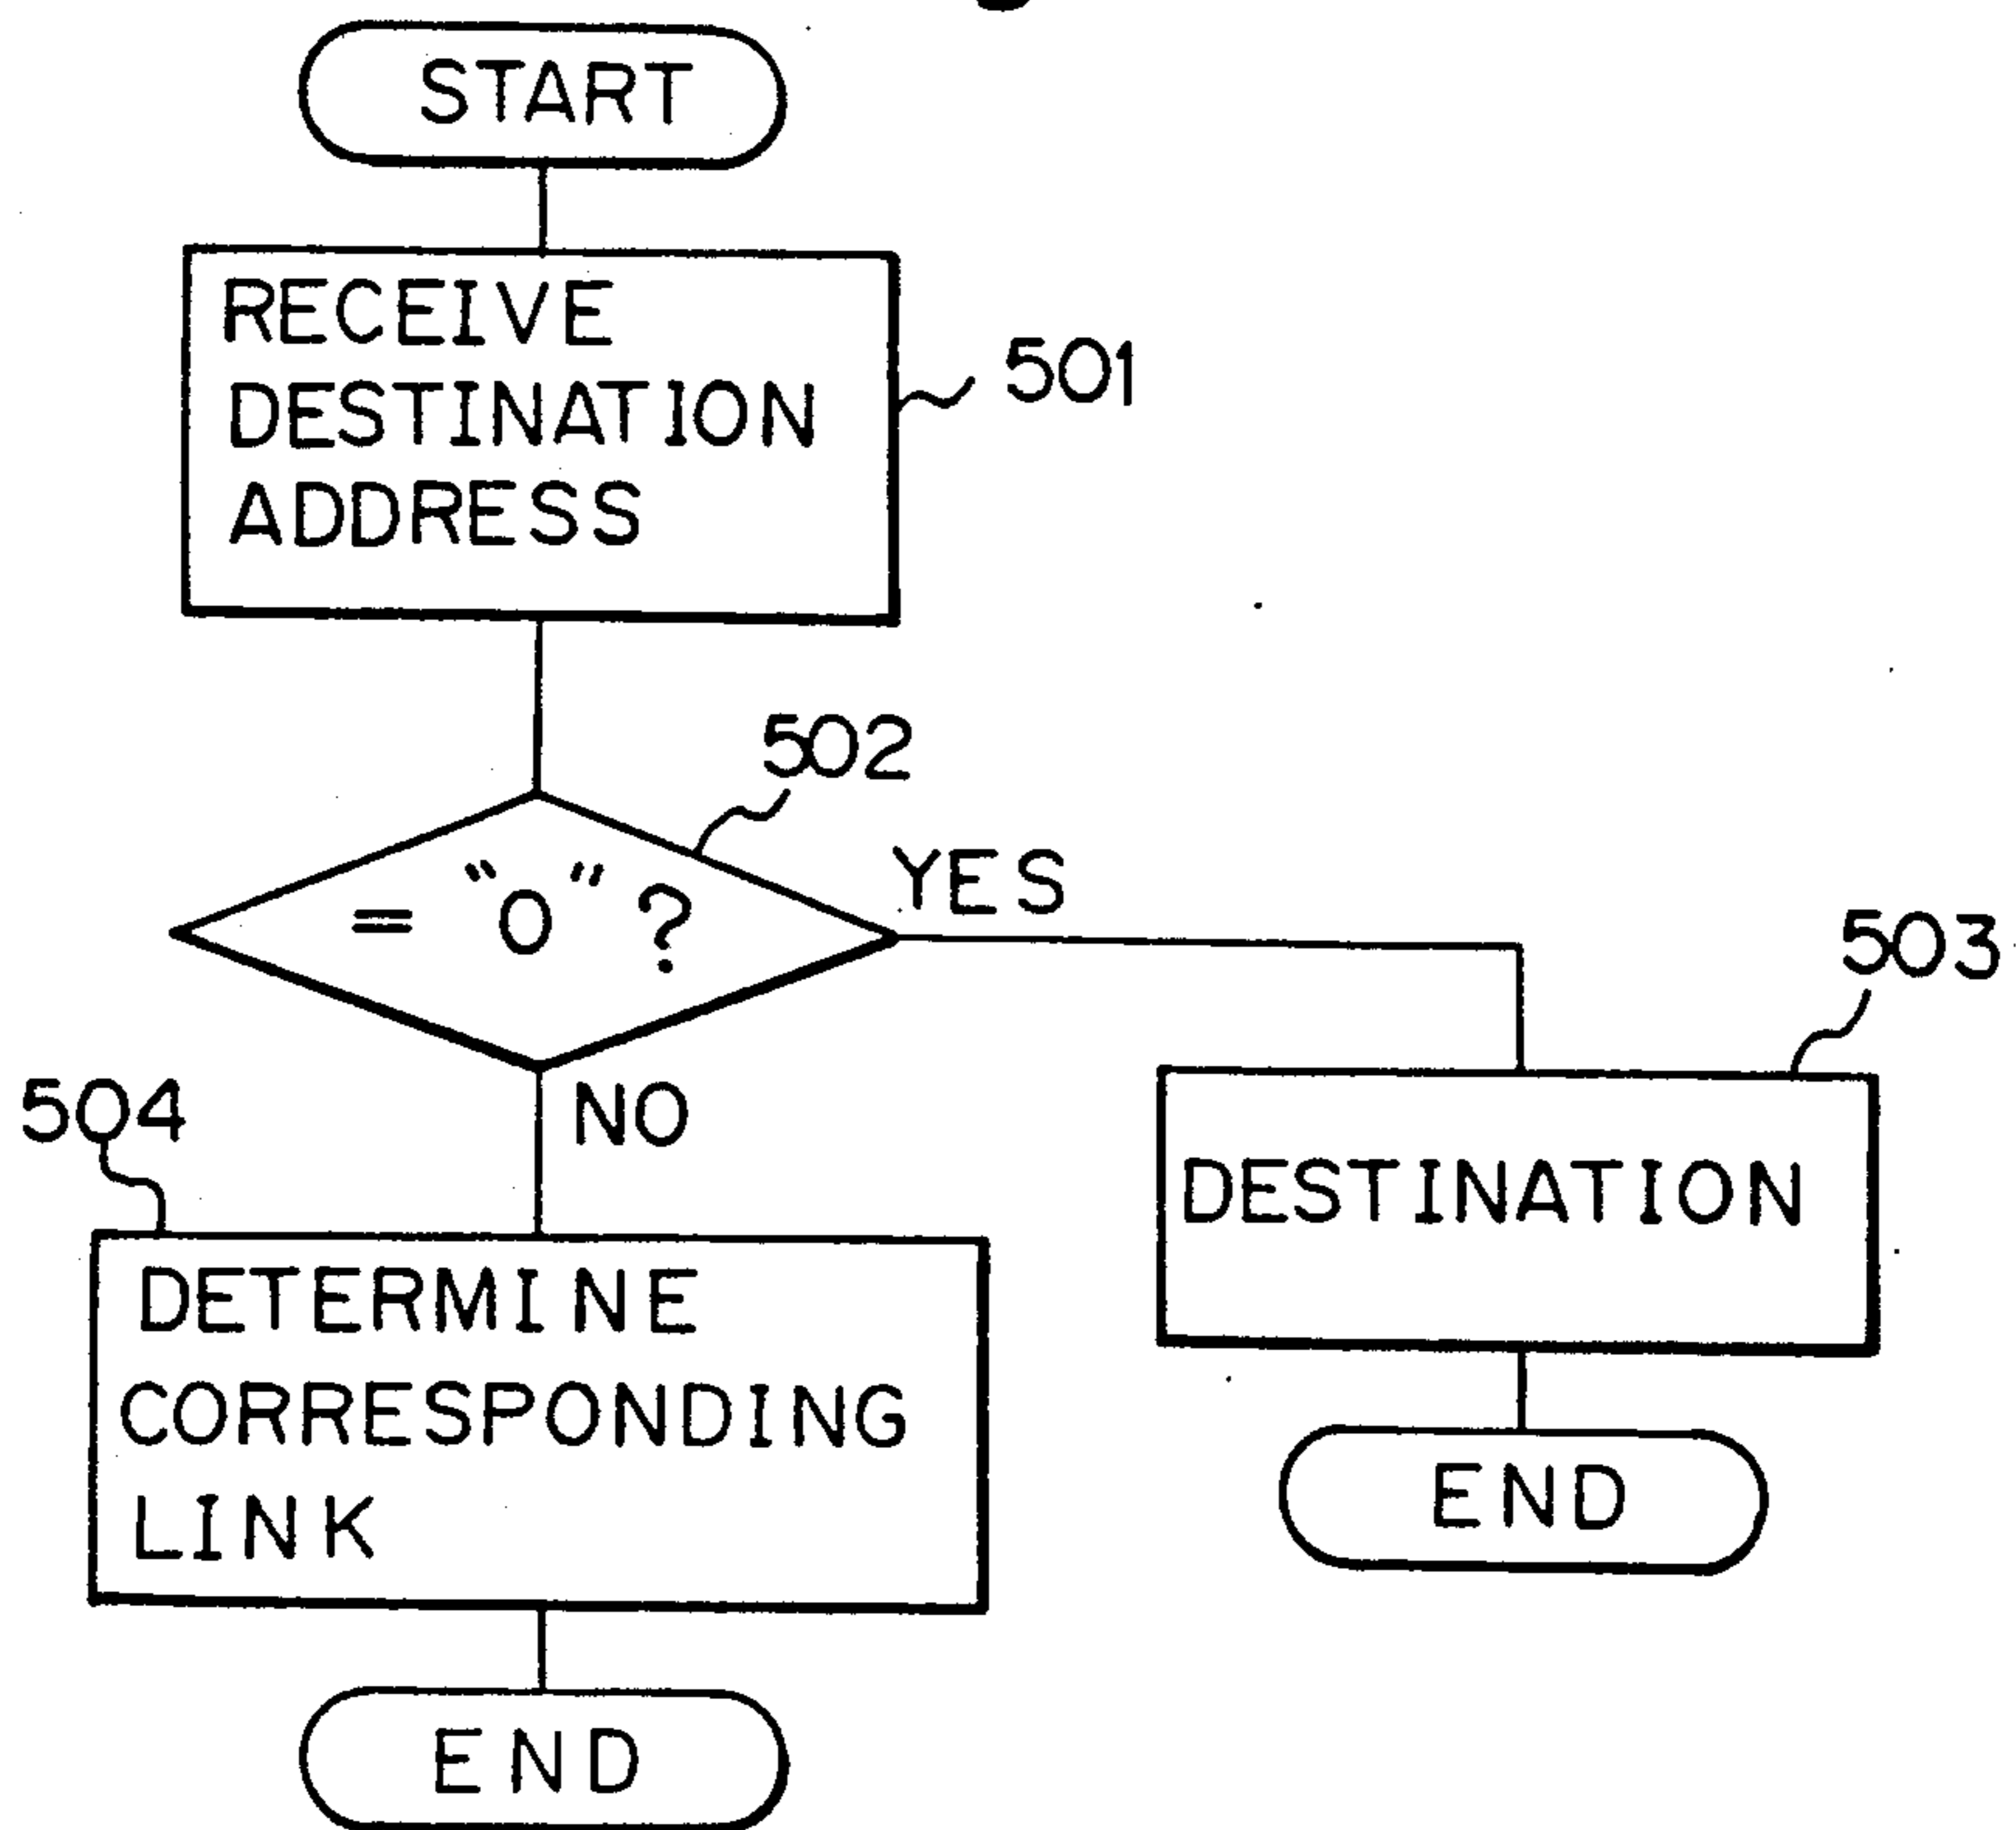 START
RECEIVE
DESTINATION
ADDRESS
501
502
= "0" ?
YES
503
504
NO
DESTINATION
DETERMINE
CORRESPONDING
LINK
END
END